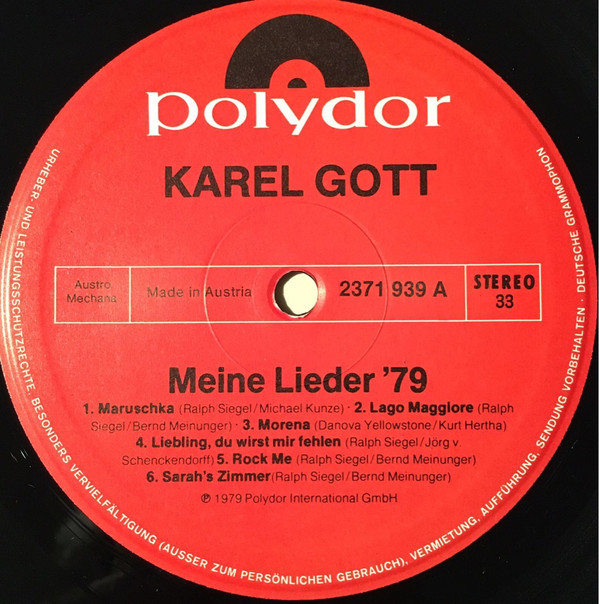 polydor
KAREL GOTT
Austro
Mechana
Made in Austria
2371 939 A
STEREO
33
Meine Lieder '79
1. Maruschka (Ralph Siegel/Michael Kunze) · 2. Lago Maggiore (Ralph
Siegel/Bernd Meinunger) · 3. Morena (Danova Yellowstone/Kurt Hertha)
4. Liebling, du wirst mir fehlen (Ralph Siegel/Jörg v.
Schenckendorff) 5. Rock Me (Ralph Siegel/Bernd Meinunger)
6. Sarah's Zimmer (Ralph Siegel/Bernd Meinunger)
℗ 1979 Polydor International GmbH
URHEBER- UND LEISTUNGSSCHUTZRECHTE, BESONDERS VERVIELFÄLTIGUNG (AUSSER ZUM PERSÖNLICHEN GEBRAUCH), VERMIETUNG, AUFFÜHRUNG, SENDUNG VORBEHALTEN · DEUTSCHE GRAMMOPHON